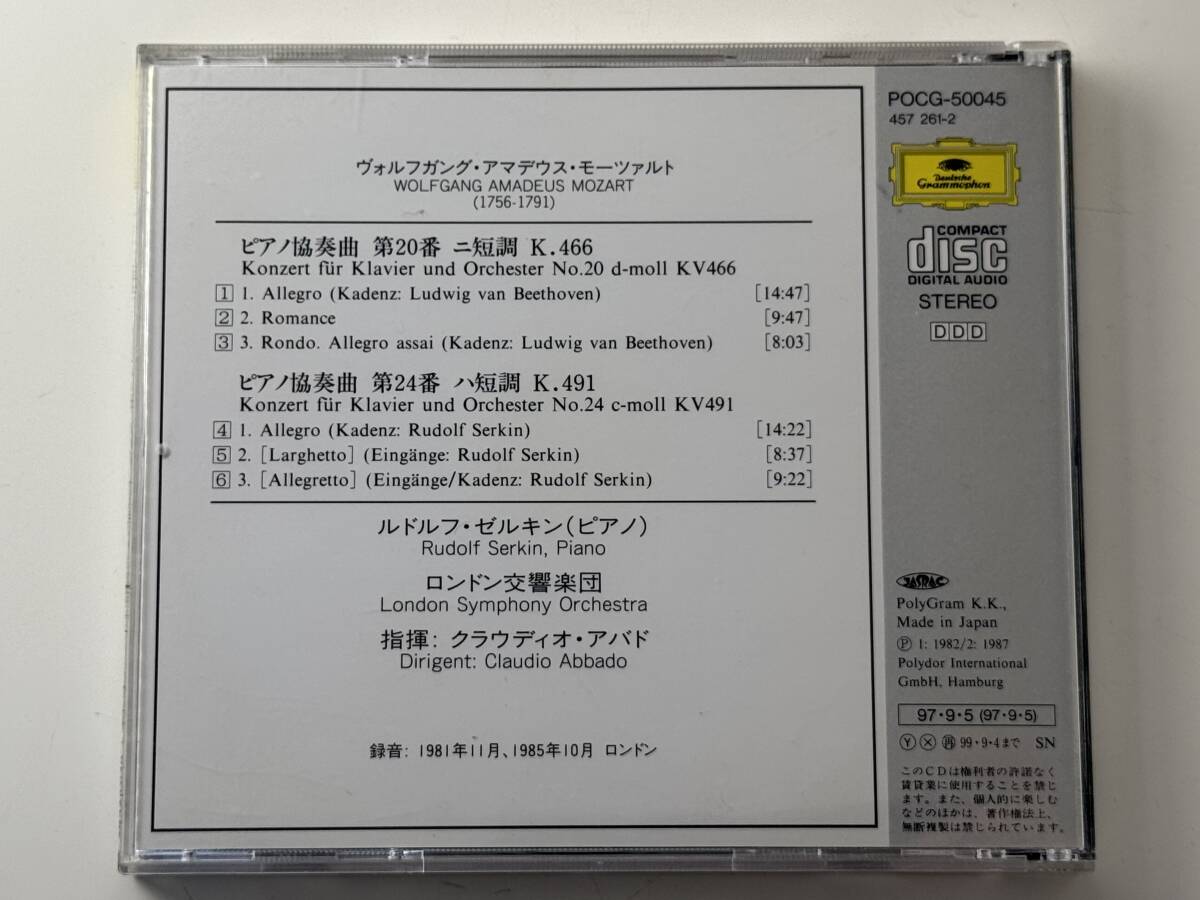 ヴォルフガング・アマデウス・モーツァルト
WOLFGANG AMADEUS MOZART
(1756-1791)
ピアノ協奏曲 第20番 ニ短調 K.466
Konzert für Klavier und Orchester No.20 d-moll KV466
1 1. Allegro (Kadenz: Ludwig van Beethoven) [14:47]
2 2. Romance [9:47]
3 3. Rondo. Allegro assai (Kadenz: Ludwig van Beethoven) [8:03]
ピアノ協奏曲 第24番 ハ短調 K.491
Konzert für Klavier und Orchester No.24 c-moll KV491
4 1. Allegro (Kadenz: Rudolf Serkin) [14:22]
5 2. [Larghetto] (Eingänge: Rudolf Serkin) [8:37]
6 3. [Allegretto] (Eingänge/Kadenz: Rudolf Serkin) [9:22]
ルドルフ・ゼルキン(ピアノ)
Rudolf Serkin, Piano
ロンドン交響楽団
London Symphony Orchestra
指揮: クラウディオ・アバド
Dirigent: Claudio Abbado
録音: 1981年11月、1985年10月 ロンドン
POCG-50045
457 261-2
Deutsche
Grammophon
COMPACT
disc
DIGITAL AUDIO
STEREO
DDD
JASRAC
PolyGram K.K.,
Made in Japan
Ⓟ 1: 1982/2: 1987
Polydor International
GmbH, Hamburg
97・9・5 (97・9・5)
Ⓨ Ⓧ 再 99・9・4まで SN
このCDは権利者の許諾なく
賃貸業に使用することを禁じ
ます。また、個人的に楽しむ
などのほかは、著作権法上、
無断複製は禁じられています。